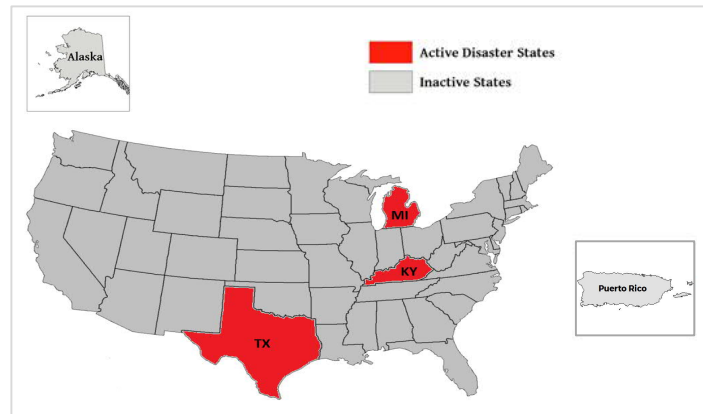 Alaska
Active Disaster States
Inactive States
MI
KY
Puerto Rico
TX